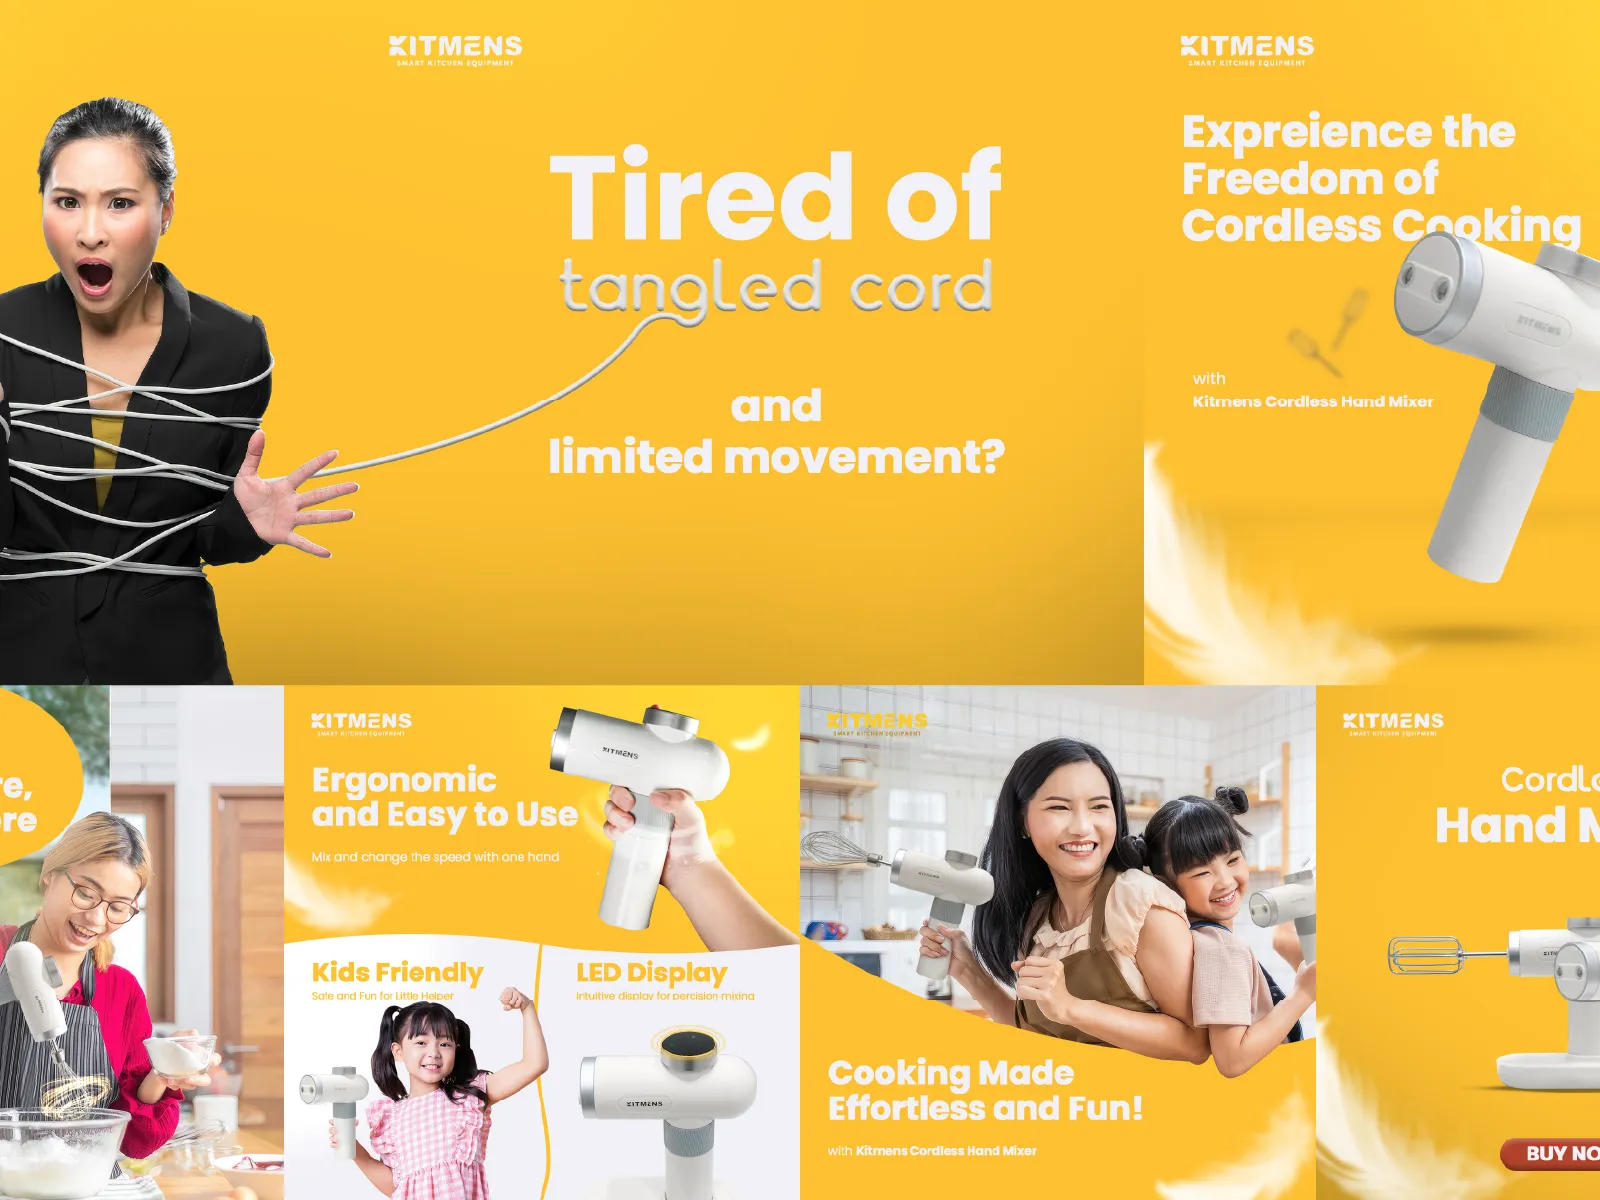 KITMENS
SMART KITCHEN EQUIPMENT
Tired of
tangled cord
and
limited movement?
KITMENS
SMART KITCHEN EQUIPMENT
Expreience the
Freedom of
Cordless Cooking
with
Kitmens Cordless Hand Mixer
KITMENS
re,
ore
KITMENS
SMART KITCHEN EQUIPMENT
Ergonomic
and Easy to Use
Mix and change the speed with one hand
KITMENS
Kids Friendly
Safe and Fun for Little Helper
LED Display
Intuitive display for percision mixing
KITMENS
KITMENS
SMART KITCHEN EQUIPMENT
Cooking Made
Effortless and Fun!
with Kitmens Cordless Hand Mixer
KITMENS
SMART KITCHEN EQUIPMENT
CordL
Hand M
BUY NO